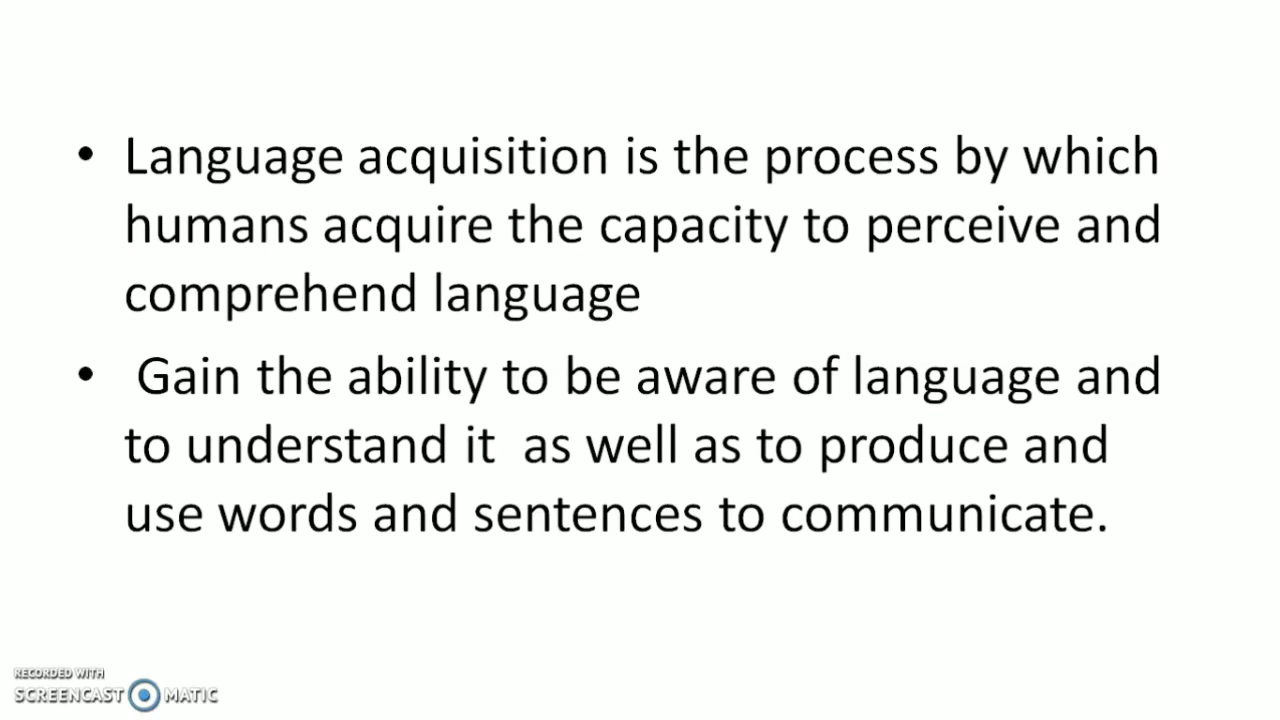 • Language acquisition is the process by which
humans acquire the capacity to perceive and
comprehend language
• Gain the ability to be aware of language and
to understand it  as well as to produce and
use words and sentences to communicate.
RECORDED WITH
SCREENCAST MATIC